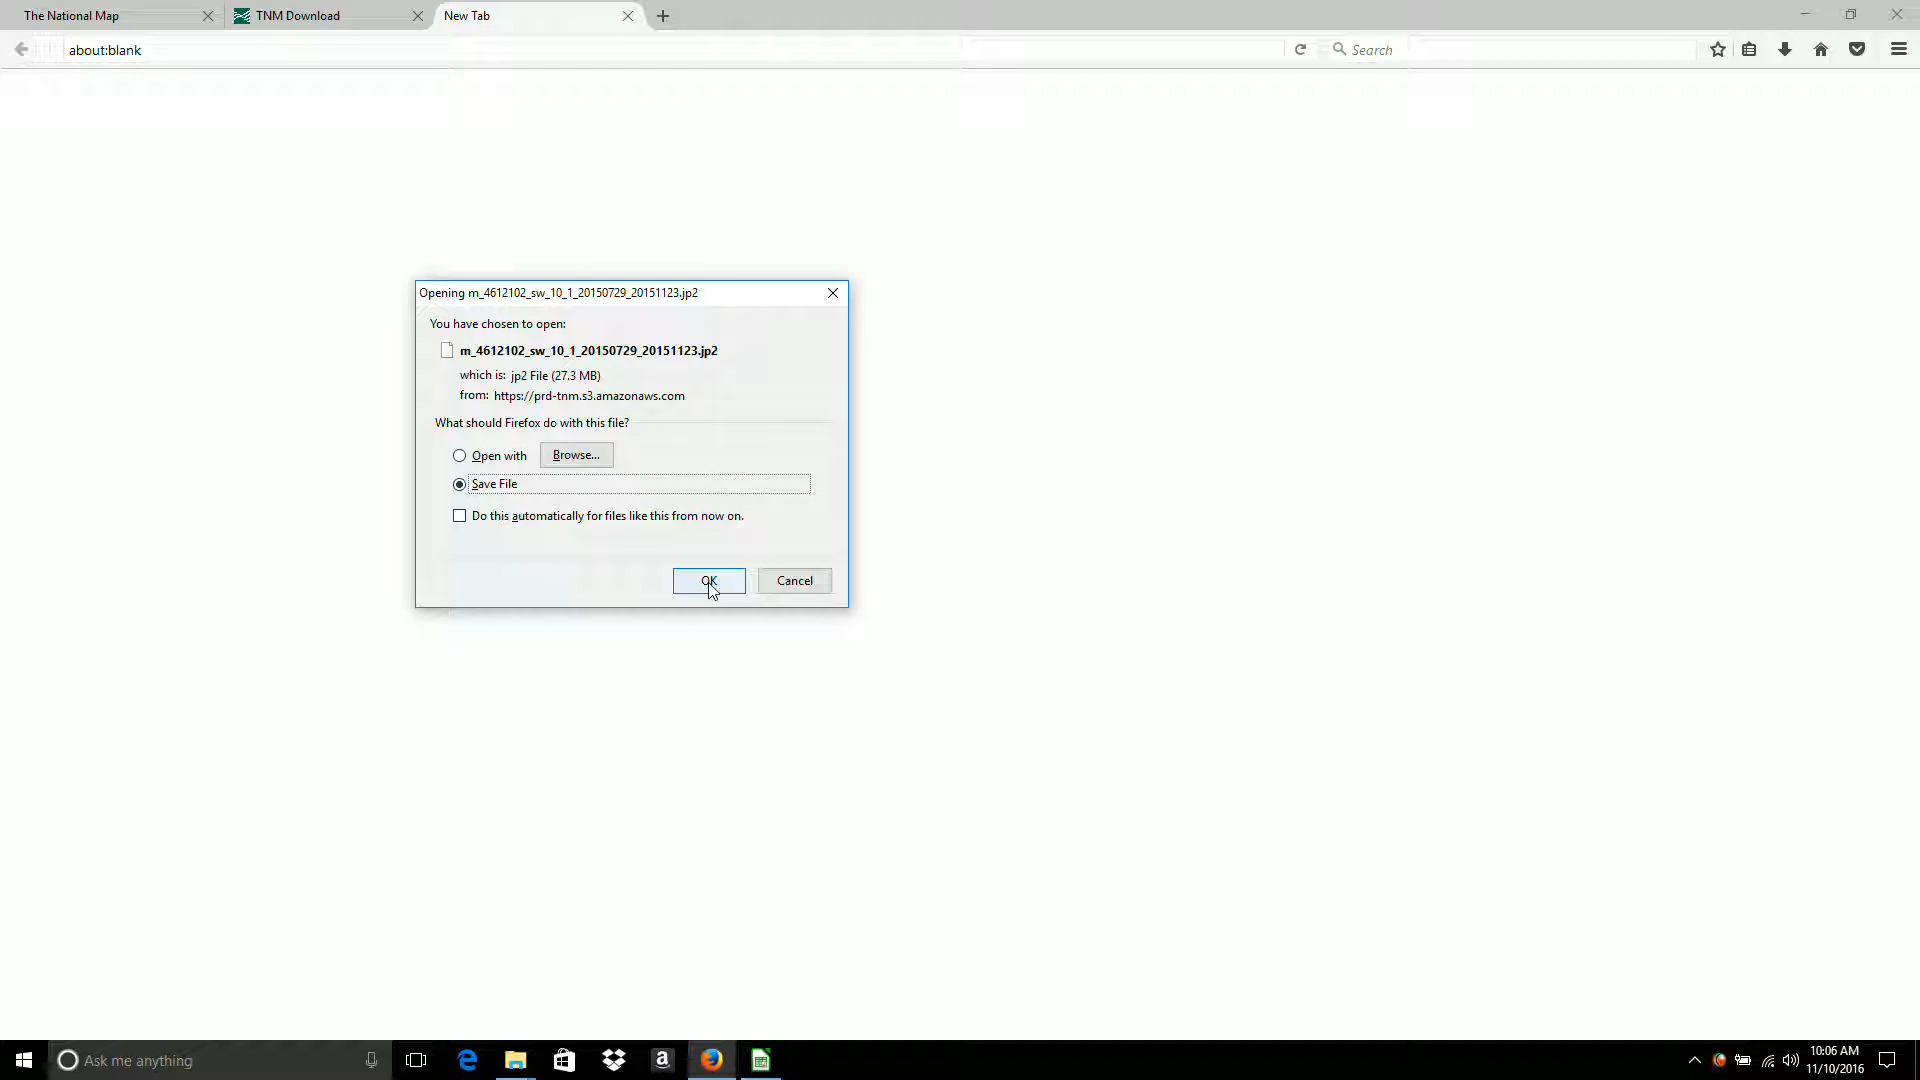 The National Map
TNM Download
New Tab
about:blank
Search
Opening m_4612102_sw_10_1_20150729_20151123.jp2
You have chosen to open:
m_4612102_sw_10_1_20150729_20151123.jp2
which is: jp2 File (27.3 MB)
from: https://prd-tnm.s3.amazonaws.com
What should Firefox do with this file?
Open with
Browse...
Save File
Do this automatically for files like this from now on.
OK
Cancel
Ask me anything
a
10:06 AM
11/10/2016